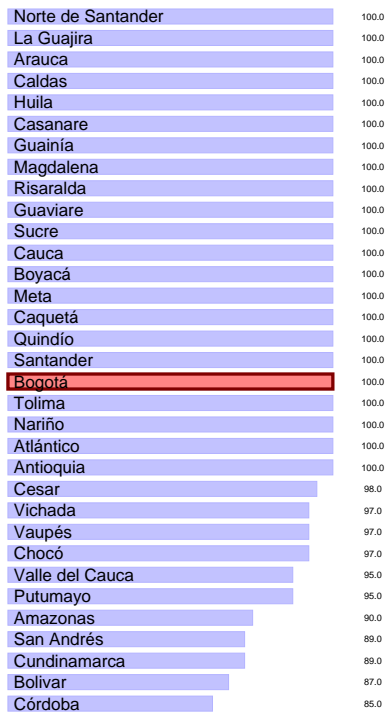 Norte de Santander 100.0
La Guajira 100.0
Arauca 100.0
Caldas 100.0
Huila 100.0
Casanare 100.0
Guainía 100.0
Magdalena 100.0
Risaralda 100.0
Guaviare 100.0
Sucre 100.0
Cauca 100.0
Boyacá 100.0
Meta 100.0
Caquetá 100.0
Quindío 100.0
Santander 100.0
Bogotá 100.0
Tolima 100.0
Nariño 100.0
Atlántico 100.0
Antioquia 100.0
Cesar 98.0
Vichada 97.0
Vaupés 97.0
Chocó 97.0
Valle del Cauca 95.0
Putumayo 95.0
Amazonas 90.0
San Andrés 89.0
Cundinamarca 89.0
Bolivar 87.0
Córdoba 85.0